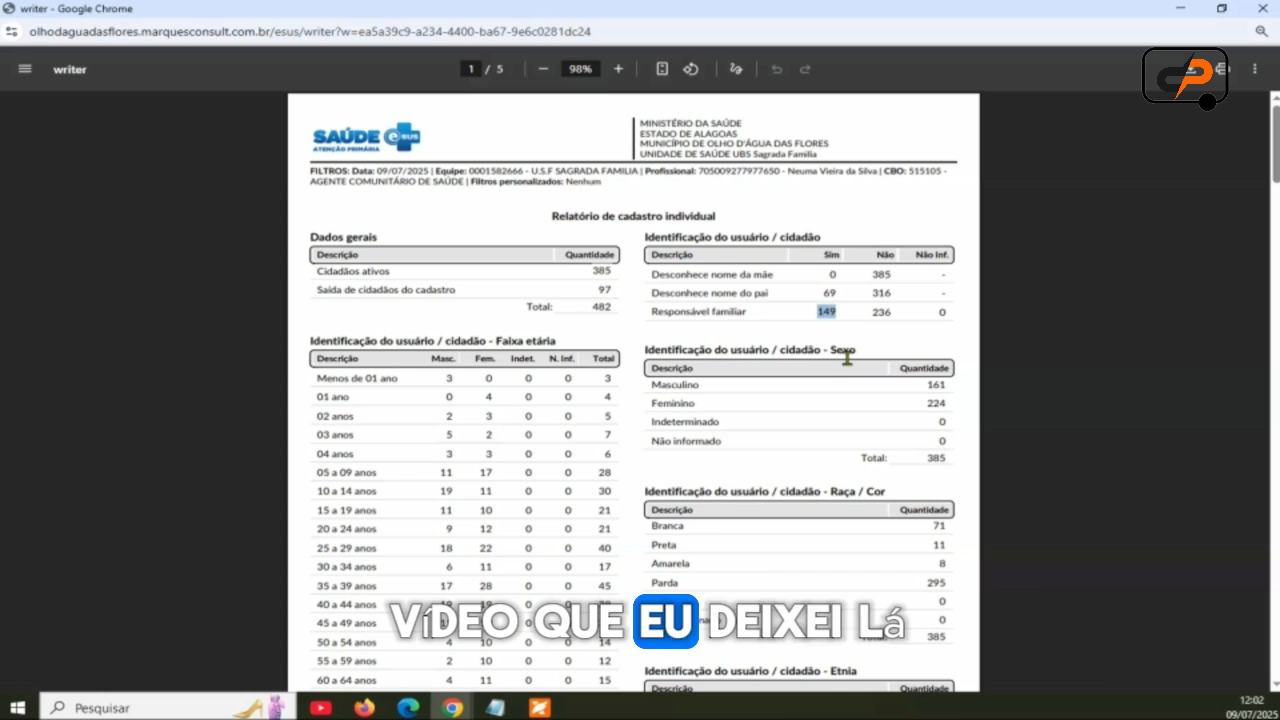 writer - Google Chrome
olhodaguadasflores.marquesconsult.com.br/esus/writer?w=ea5a39c9-a234-4400-ba67-9e6c0281dc24
writer
1 / 5
98%
SAÚDE e SUS
ATENÇÃO PRIMÁRIA
MINISTÉRIO DA SAÚDE
ESTADO DE ALAGOAS
MUNICÍPIO DE OLHO D'ÁGUA DAS FLORES
UNIDADE DE SAÚDE UBS Sagrada Familia
FILTROS: Data: 09/07/2025 | Equipe: 0001582666 - U.S.F SAGRADA FAMILIA | Profissional: 705009277977650 - Neuma Vieira da Silva | CBO: 515105 -
AGENTE COMUNITÁRIO DE SAÚDE | Filtros personalizados: Nenhum
Relatório de cadastro individual
Dados gerais
Descrição Quantidade
Cidadãos ativos 385
Saída de cidadãos do cadastro 97
Total: 482
Identificação do usuário / cidadão - Faixa etária
Descrição Masc. Fem. Indet. N. Inf. Total
Menos de 01 ano 3 0 0 0 3
01 ano 0 4 0 0 4
02 anos 2 3 0 0 5
03 anos 5 2 0 0 7
04 anos 3 3 0 0 6
05 a 09 anos 11 17 0 0 28
10 a 14 anos 19 11 0 0 30
15 a 19 anos 11 10 0 0 21
20 a 24 anos 9 12 0 0 21
25 a 29 anos 18 22 0 0 40
30 a 34 anos 6 11 0 0 17
35 a 39 anos 17 28 0 0 45
40 a 44 anos
45 a 49 anos
50 a 54 anos 4 10 0 0 14
55 a 59 anos 2 10 0 0 12
60 a 64 anos 4 11 0 0 15
Identificação do usuário / cidadão
Descrição Sim Não Não Inf.
Desconhece nome da mãe 0 385 -
Desconhece nome do pai 69 316 -
Responsável familiar 149 236 0
Identificação do usuário / cidadão - Sexo
Descrição Quantidade
Masculino 161
Feminino 224
Indeterminado 0
Não informado 0
Total: 385
Identificação do usuário / cidadão - Raça / Cor
Descrição Quantidade
Branca 71
Preta 11
Amarela 8
Parda 295
0
0
385
Identificação do usuário / cidadão - Etnia
Descrição Quantidade
VÍDEO QUE EU DEIXEI LÁ
Pesquisar
12:02
09/07/2025